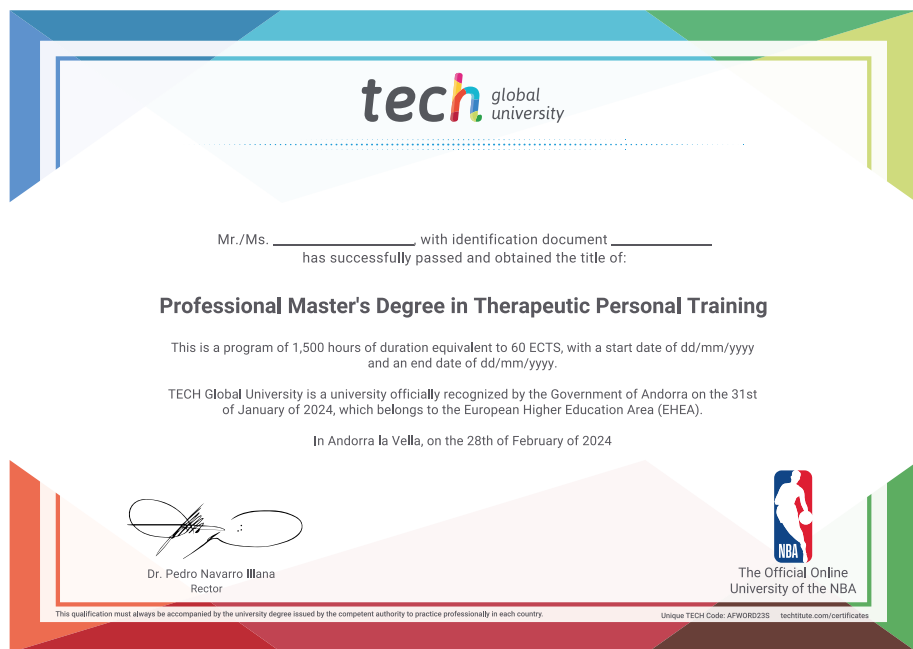 tech global university
Mr./Ms. ________________, with identification document ____________
has successfully passed and obtained the title of:
Professional Master's Degree in Therapeutic Personal Training
This is a program of 1,500 hours of duration equivalent to 60 ECTS, with a start date of dd/mm/yyyy
and an end date of dd/mm/yyyy.
TECH Global University is a university officially recognized by the Government of Andorra on the 31st
of January of 2024, which belongs to the European Higher Education Area (EHEA).
In Andorra la Vella, on the 28th of February of 2024
Dr. Pedro Navarro Illana
Rector
NBA
The Official Online
University of the NBA
This qualification must always be accompanied by the university degree issued by the competent authority to practice professionally in each country.
Unique TECH Code: AFWORD23S techtitute.com/certificates